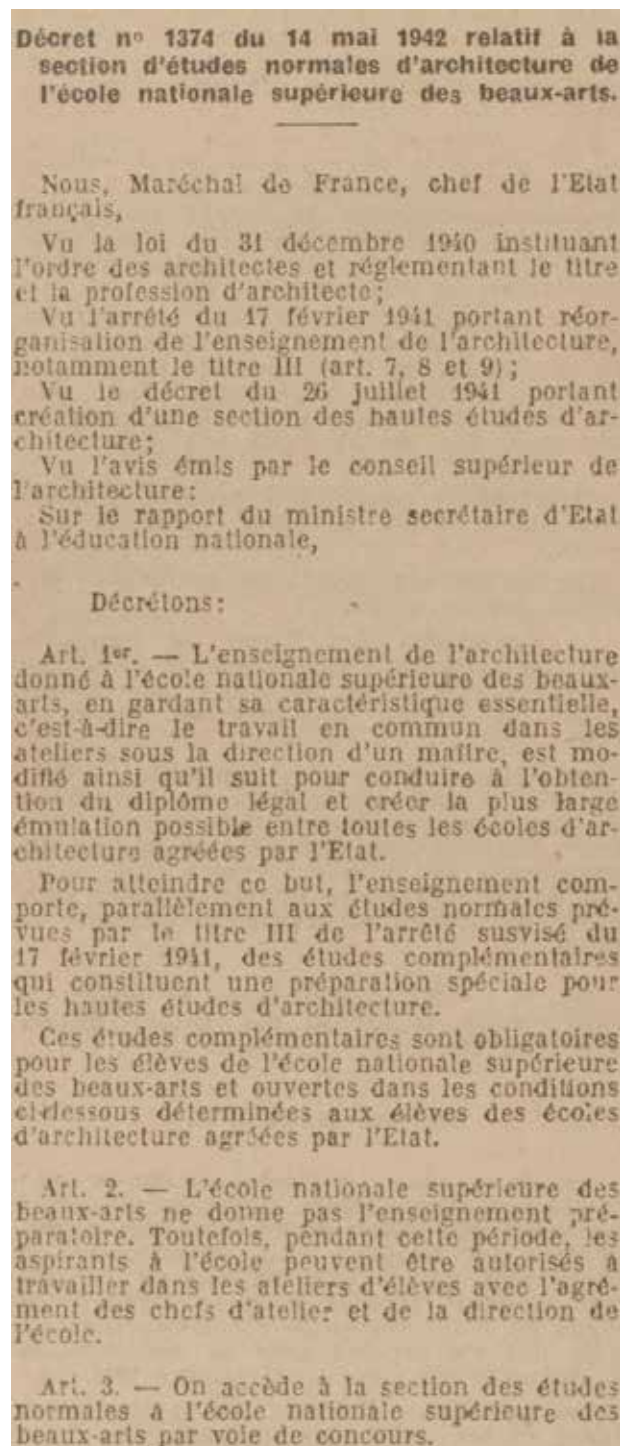 Décret nº 1374 du 14 mai 1942 relatif à la
section d'études normales d'architecture de
l'école nationale supérieure des beaux-arts.
Nous, Maréchal de France, chef de l'Etat
français,
Vu la loi du 31 décembre 1940 instituant
l'ordre des architectes et réglementant le titre
et la profession d'architecte;
Vu l'arrêté du 17 février 1941 portant réor-
ganisation de l'enseignement de l'architecture,
notamment le titre III (art. 7, 8 et 9);
Vu le décret du 26 juillet 1941 portant
création d'une section des hautes études d'ar-
chitecture;
Vu l'avis émis par le conseil supérieur de
l'architecture:
Sur le rapport du ministre secrétaire d'Etat
à l'éducation nationale,
Décrétons:
Art. 1er. — L'enseignement de l'architecture
donné à l'école nationale supérieure des beaux-
arts, en gardant sa caractéristique essentielle,
c'est-à-dire le travail en commun dans les
ateliers sous la direction d'un maître, est mo-
difié ainsi qu'il suit pour conduire à l'obten-
tion du diplôme légal et créer la plus large
émulation possible entre toutes les écoles d'ar-
chitecture agréées par l'Etat.
Pour atteindre ce but, l'enseignement com-
porte, parallèlement aux études normales pré-
vues par le titre III de l'arrêté susvisé du
17 février 1941, des études complémentaires
qui constituent une préparation spéciale pour
les hautes études d'architecture.
Ces études complémentaires sont obligatoires
pour les élèves de l'école nationale supérieure
des beaux-arts et ouvertes dans les conditions
ci-dessous déterminées aux élèves des écoles
d'architecture agréées par l'Etat.
Art. 2. — L'école nationale supérieure des
beaux-arts ne donne pas l'enseignement pré-
paratoire. Toutefois, pendant cette période, les
aspirants à l'école peuvent être autorisés à
travailler dans les ateliers d'élèves avec l'agré-
ment des chefs d'atelier et de la direction de
l'école.
Art. 3. — On accède à la section des études
normales à l'école nationale supérieure des
beaux-arts par voie de concours.